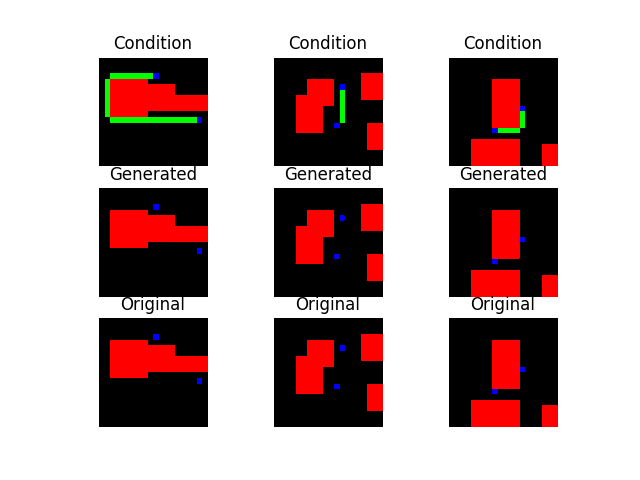 Condition Condition Condition
Generated Generated Generated
Original Original Original